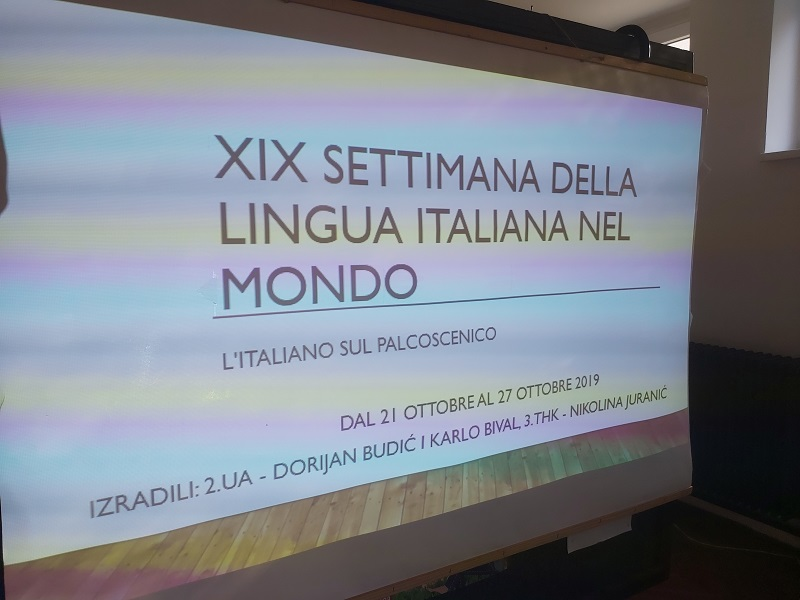 XIX SETTIMANA DELLA
LINGUA ITALIANA NEL
MONDO
L'ITALIANO SUL PALCOSCENICO
DAL 21 OTTOBRE AL 27 OTTOBRE 2019
IZRADILI: 2.UA - DORIJAN BUDIĆ I KARLO BIVAL, 3.THK - NIKOLINA JURANIĆ